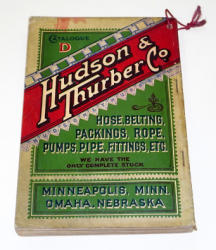 CATALOGUE
D
Hudson &
Thurber Co.
HOSE, BELTING,
PACKINGS, ROPE,
PUMPS, PIPE, FITTINGS, ETC.
WE HAVE THE
ONLY COMPLETE STOCK.
MINNEAPOLIS, MINN.
OMAHA, NEBRASKA.